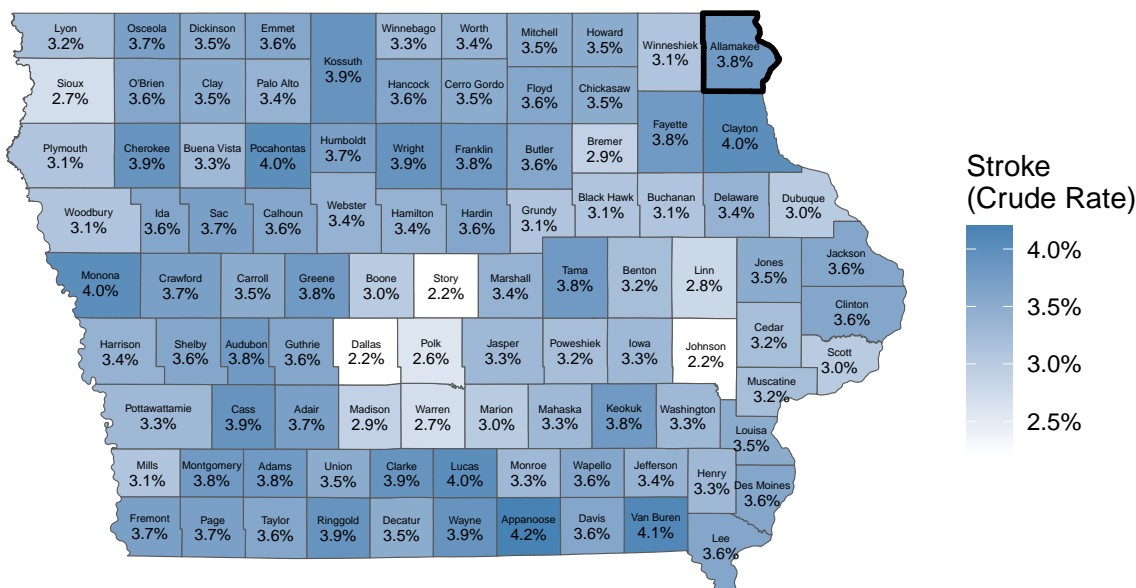 Lyon
3.2%
Osceola
3.7%
Dickinson
3.5%
Emmet
3.6%
Kossuth
3.9%
Winnebago
3.3%
Worth
3.4%
Mitchell
3.5%
Howard
3.5%
Winneshiek
3.1%
Allamakee
3.8%
Sioux
2.7%
O'Brien
3.6%
Clay
3.5%
Palo Alto
3.4%
Hancock
3.6%
Cerro Gordo
3.5%
Floyd
3.6%
Chickasaw
3.5%
Plymouth
3.1%
Cherokee
3.9%
Buena Vista
3.3%
Pocahontas
4.0%
Humboldt
3.7%
Wright
3.9%
Franklin
3.8%
Butler
3.6%
Bremer
2.9%
Fayette
3.8%
Clayton
4.0%
Woodbury
3.1%
Ida
3.6%
Sac
3.7%
Calhoun
3.6%
Webster
3.4%
Hamilton
3.4%
Hardin
3.6%
Grundy
3.1%
Black Hawk
3.1%
Buchanan
3.1%
Delaware
3.4%
Dubuque
3.0%
Monona
4.0%
Crawford
3.7%
Carroll
3.5%
Greene
3.8%
Boone
3.0%
Story
2.2%
Marshall
3.4%
Tama
3.8%
Benton
3.2%
Linn
2.8%
Jones
3.5%
Jackson
3.6%
Clinton
3.6%
Harrison
3.4%
Shelby
3.6%
Audubon
3.8%
Guthrie
3.6%
Dallas
2.2%
Polk
2.6%
Jasper
3.3%
Poweshiek
3.2%
Iowa
3.3%
Johnson
2.2%
Cedar
3.2%
Scott
3.0%
Muscatine
3.2%
Pottawattamie
3.3%
Cass
3.9%
Adair
3.7%
Madison
2.9%
Warren
2.7%
Marion
3.0%
Mahaska
3.3%
Keokuk
3.8%
Washington
3.3%
Louisa
3.5%
Mills
3.1%
Montgomery
3.8%
Adams
3.8%
Union
3.5%
Clarke
3.9%
Lucas
4.0%
Monroe
3.3%
Wapello
3.6%
Jefferson
3.4%
Henry
3.3%
Des Moines
3.6%
Fremont
3.7%
Page
3.7%
Taylor
3.6%
Ringgold
3.9%
Decatur
3.5%
Wayne
3.9%
Appanoose
4.2%
Davis
3.6%
Van Buren
4.1%
Lee
3.6%
Stroke
(Crude Rate)
4.0%
3.5%
3.0%
2.5%